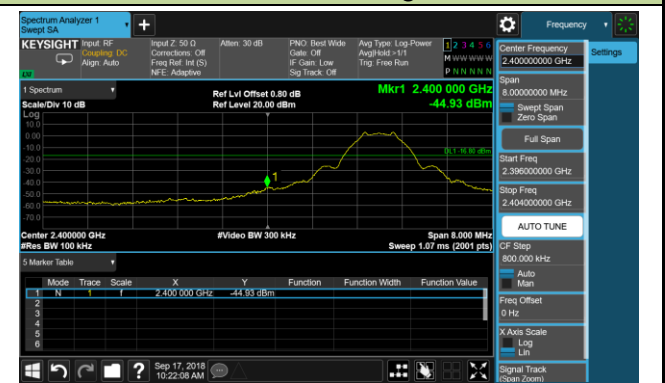 Spectrum Analyzer 1
Swept SA
+
Frequency
KEYSIGHT
Input: RF
Coupling: DC
Align: Auto
Input Z: 50 Ω
Corrections: Off
Freq Ref: Int (S)
NFE: Adaptive
Atten: 30 dB
PNO: Best Wide
Gate: Off
IF Gain: Low
Sig Track: Off
Avg Type: Log-Power
Avg|Hold:>1/1
Trig: Free Run
1 2 3 4 5 6
M W W W W W
P N N N N N
Center Frequency
2.400000000 GHz
Settings
Span
8.00000000 MHz
Swept Span
Zero Span
Full Span
Start Freq
2.396000000 GHz
Stop Freq
2.404000000 GHz
AUTO TUNE
CF Step
800.000 kHz
Auto
Man
Freq Offset
0 Hz
X Axis Scale
Log
Lin
Signal Track
(Span Zoom)
1 Spectrum
Scale/Div 10 dB
Log
Ref Lvl Offset 0.80 dB
Ref Level 20.00 dBm
Mkr1 2.400 000 GHz
-44.93 dBm
10.0
0.00
-10.0
-20.0
-30.0
-40.0
-50.0
-60.0
-70.0
1
Center 2.400000 GHz
#Res BW 100 kHz
#Video BW 300 kHz
Span 8.000 MHz
Sweep 1.07 ms (2001 pts)
5 Marker Table
Mode Trace Scale X Y Function Function Width Function Value
1 N 1 f 2.400 000 GHz -44.93 dBm
2
3
4
5
6
?
Sep 17, 2018
10:22:08 AM